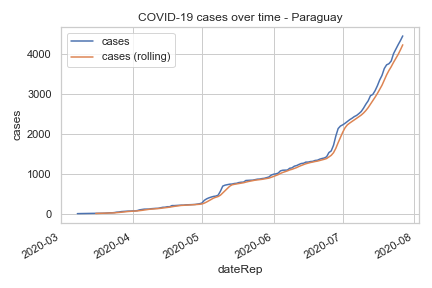 COVID-19 cases over time - Paraguay
cases
cases (rolling)
4000
3000
2000
1000
0
cases
2020-03
2020-04
2020-05
2020-06
2020-07
2020-08
dateRep